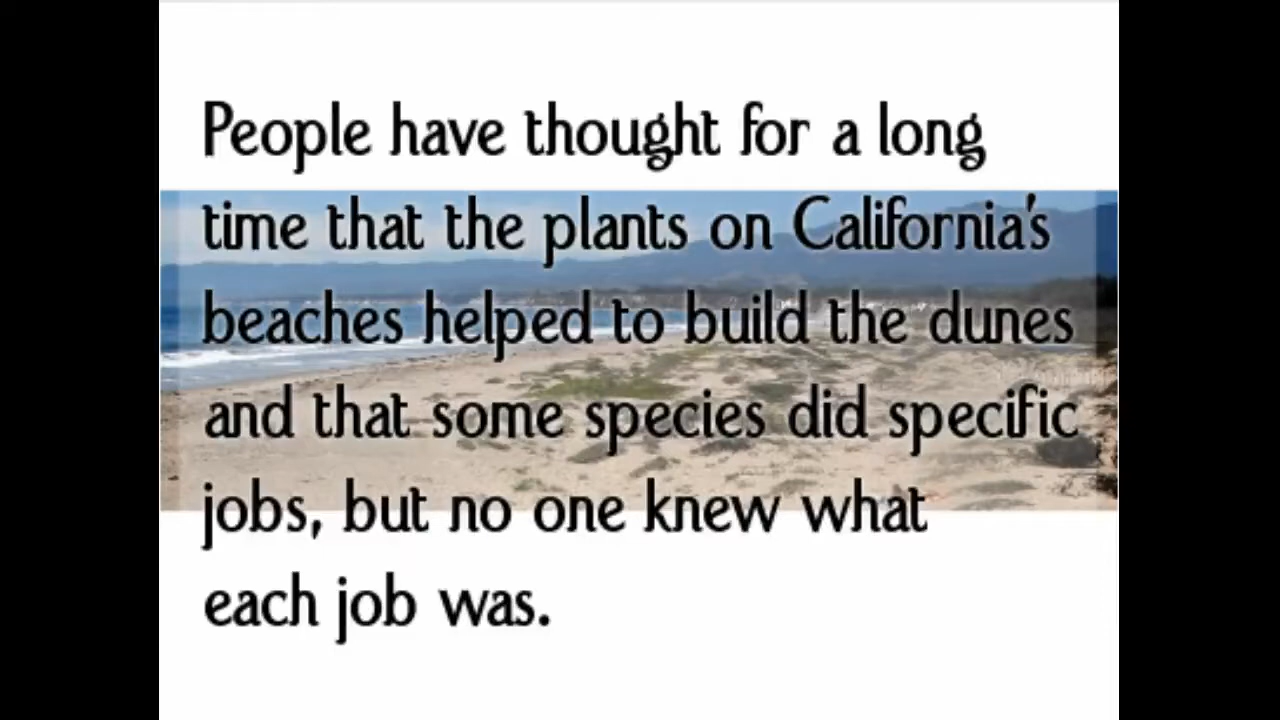 People have thought for a long
time that the plants on California's
beaches helped to build the dunes
and that some species did specific
jobs, but no one knew what
each job was.